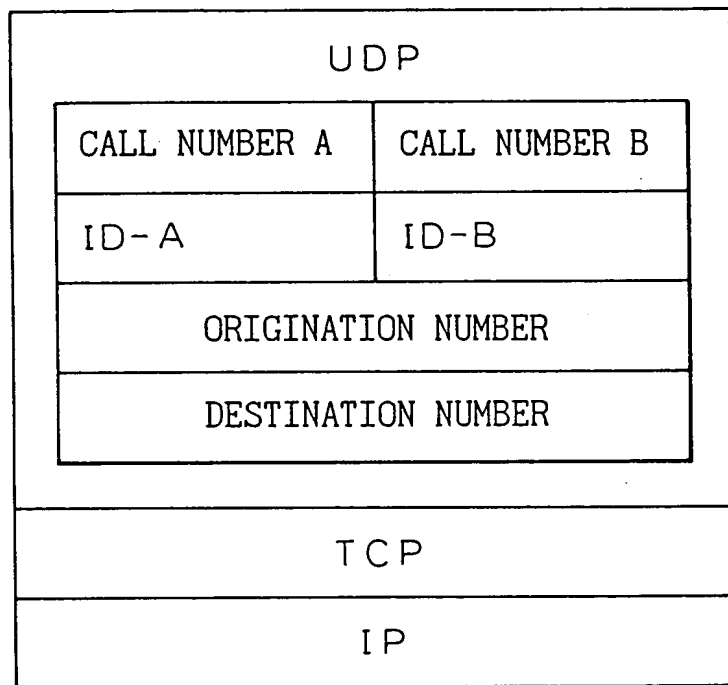 UDP
CALL NUMBER A
CALL NUMBER B
ID-A
ID-B
ORIGINATION NUMBER
DESTINATION NUMBER
TCP
IP